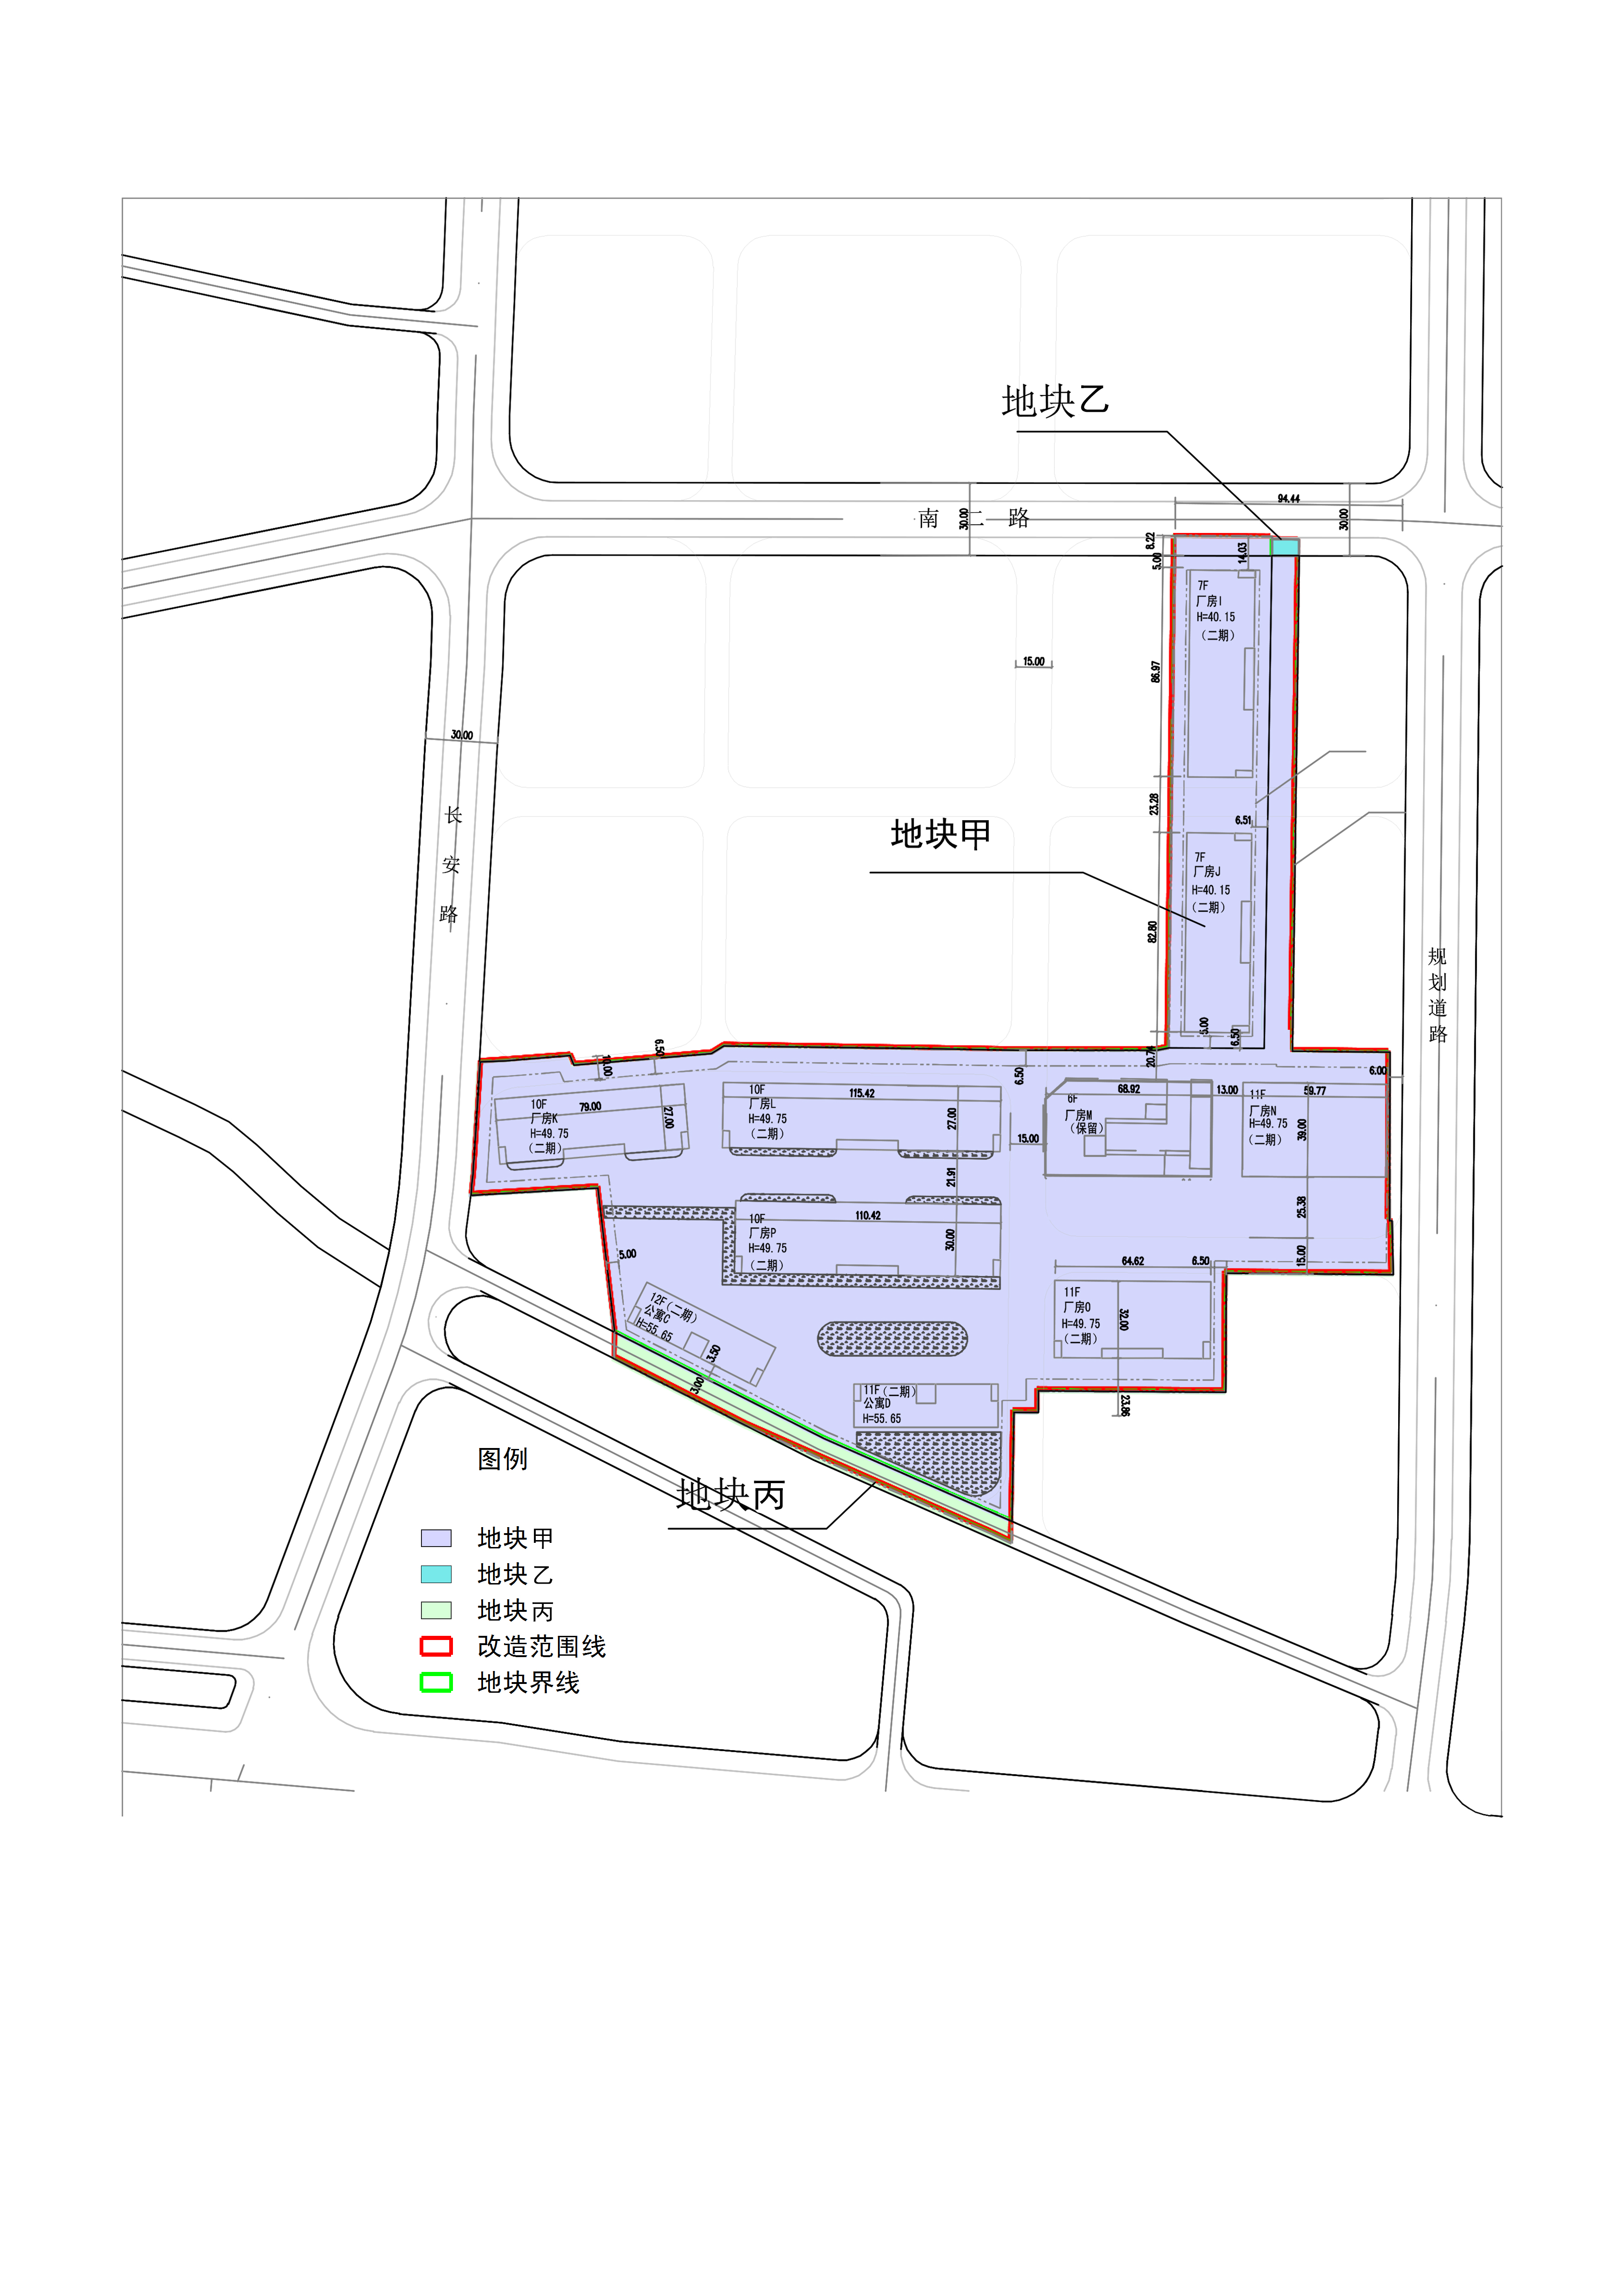 地块乙
94.44
南二路
30.00
30.00
8.22
5.00
14.03
7F
厂房I
H=40.15
(二期)
15.00
86.97
30.00
长
安
路
23.28
6.51
地块甲
7F
厂房J
H=40.15
(二期)
82.80
规
划
道
路
5.00
6.50
20.74
10.00
6.50
6.50
6.00
10F
厂房K
H=49.75
(二期)
79.00
27.00
10F
厂房L
H=49.75
(二期)
115.42
27.00
15.00
6F
厂房M
(保留)
68.92
13.00
11F
厂房N
H=49.75
(二期)
59.77
39.00
21.91
25.38
10F
厂房P
H=49.75
(二期)
110.42
30.00
5.00
64.62
6.50
15.00
12F(二期)
公寓C
H=55.65
3.50
3.00
11F
厂房O
H=49.75
(二期)
32.00
11F(二期)
公寓D
H=55.65
23.86
地块丙
图例
地块甲
地块乙
地块丙
改造范围线
地块界线